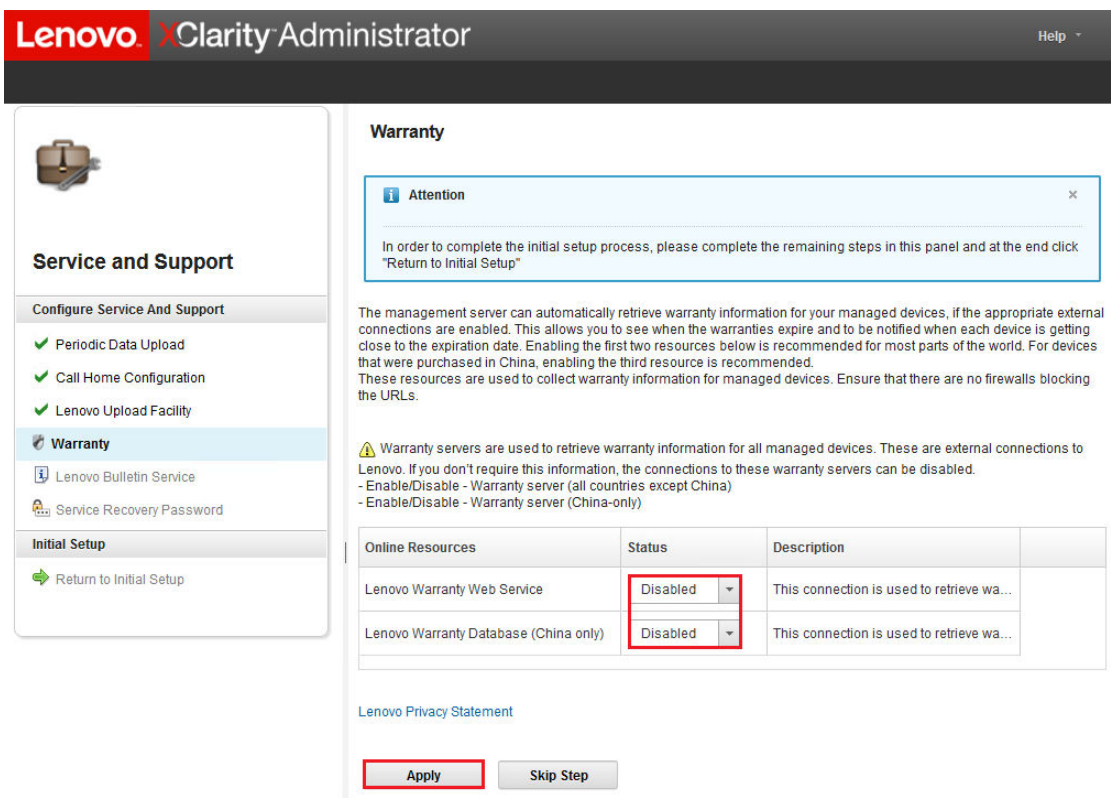 Lenovo. XClarity Administrator
Help
Service and Support
Configure Service And Support
Periodic Data Upload
Call Home Configuration
Lenovo Upload Facility
Warranty
Lenovo Bulletin Service
Service Recovery Password
Initial Setup
Return to Initial Setup
Warranty
Attention
In order to complete the initial setup process, please complete the remaining steps in this panel and at the end click
"Return to Initial Setup"
The management server can automatically retrieve warranty information for your managed devices, if the appropriate external
connections are enabled. This allows you to see when the warranties expire and to be notified when each device is getting
close to the expiration date. Enabling the first two resources below is recommended for most parts of the world. For devices
that were purchased in China, enabling the third resource is recommended.
These resources are used to collect warranty information for managed devices. Ensure that there are no firewalls blocking
the URLs.
Warranty servers are used to retrieve warranty information for all managed devices. These are external connections to
Lenovo. If you don't require this information, the connections to these warranty servers can be disabled.
- Enable/Disable - Warranty server (all countries except China)
- Enable/Disable - Warranty server (China-only)
Online Resources Status Description
Lenovo Warranty Web Service Disabled This connection is used to retrieve wa...
Lenovo Warranty Database (China only) Disabled This connection is used to retrieve wa...
Lenovo Privacy Statement
Apply Skip Step